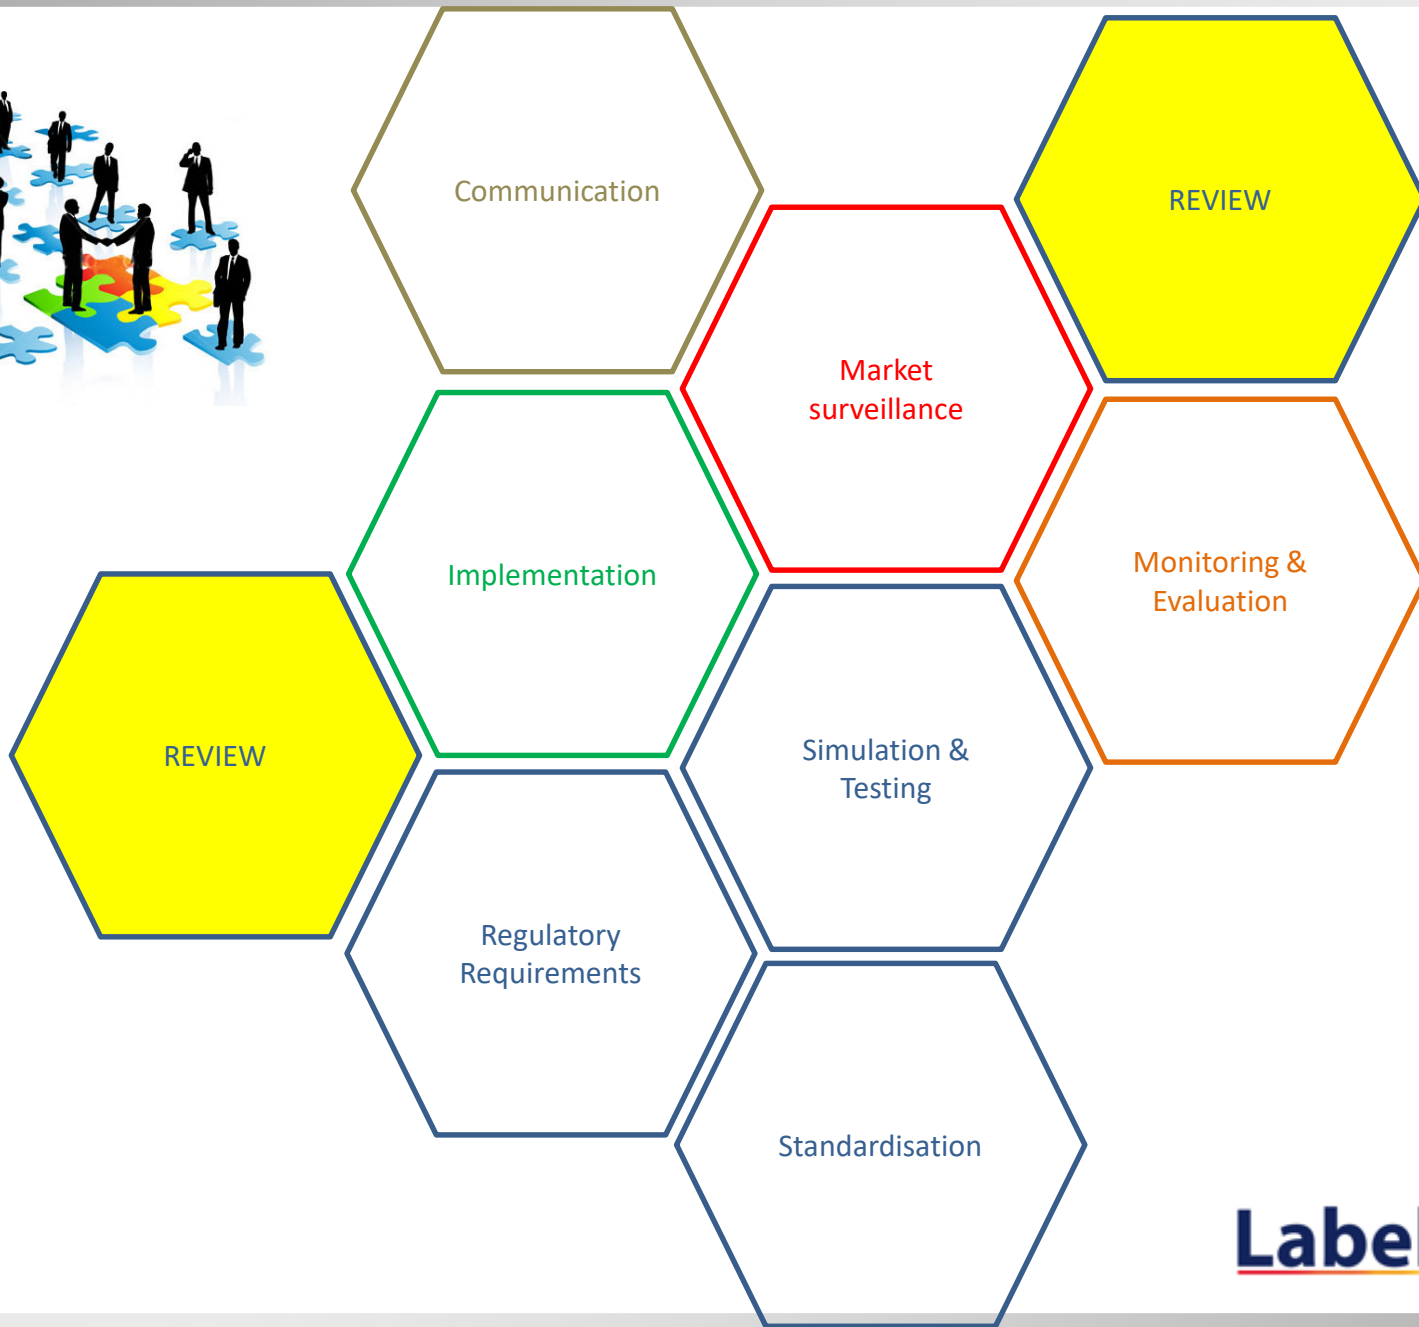 Communication
REVIEW
Market
surveillance
Implementation
Monitoring &
Evaluation
REVIEW
Simulation &
Testing
Regulatory
Requirements
Standardisation
Label